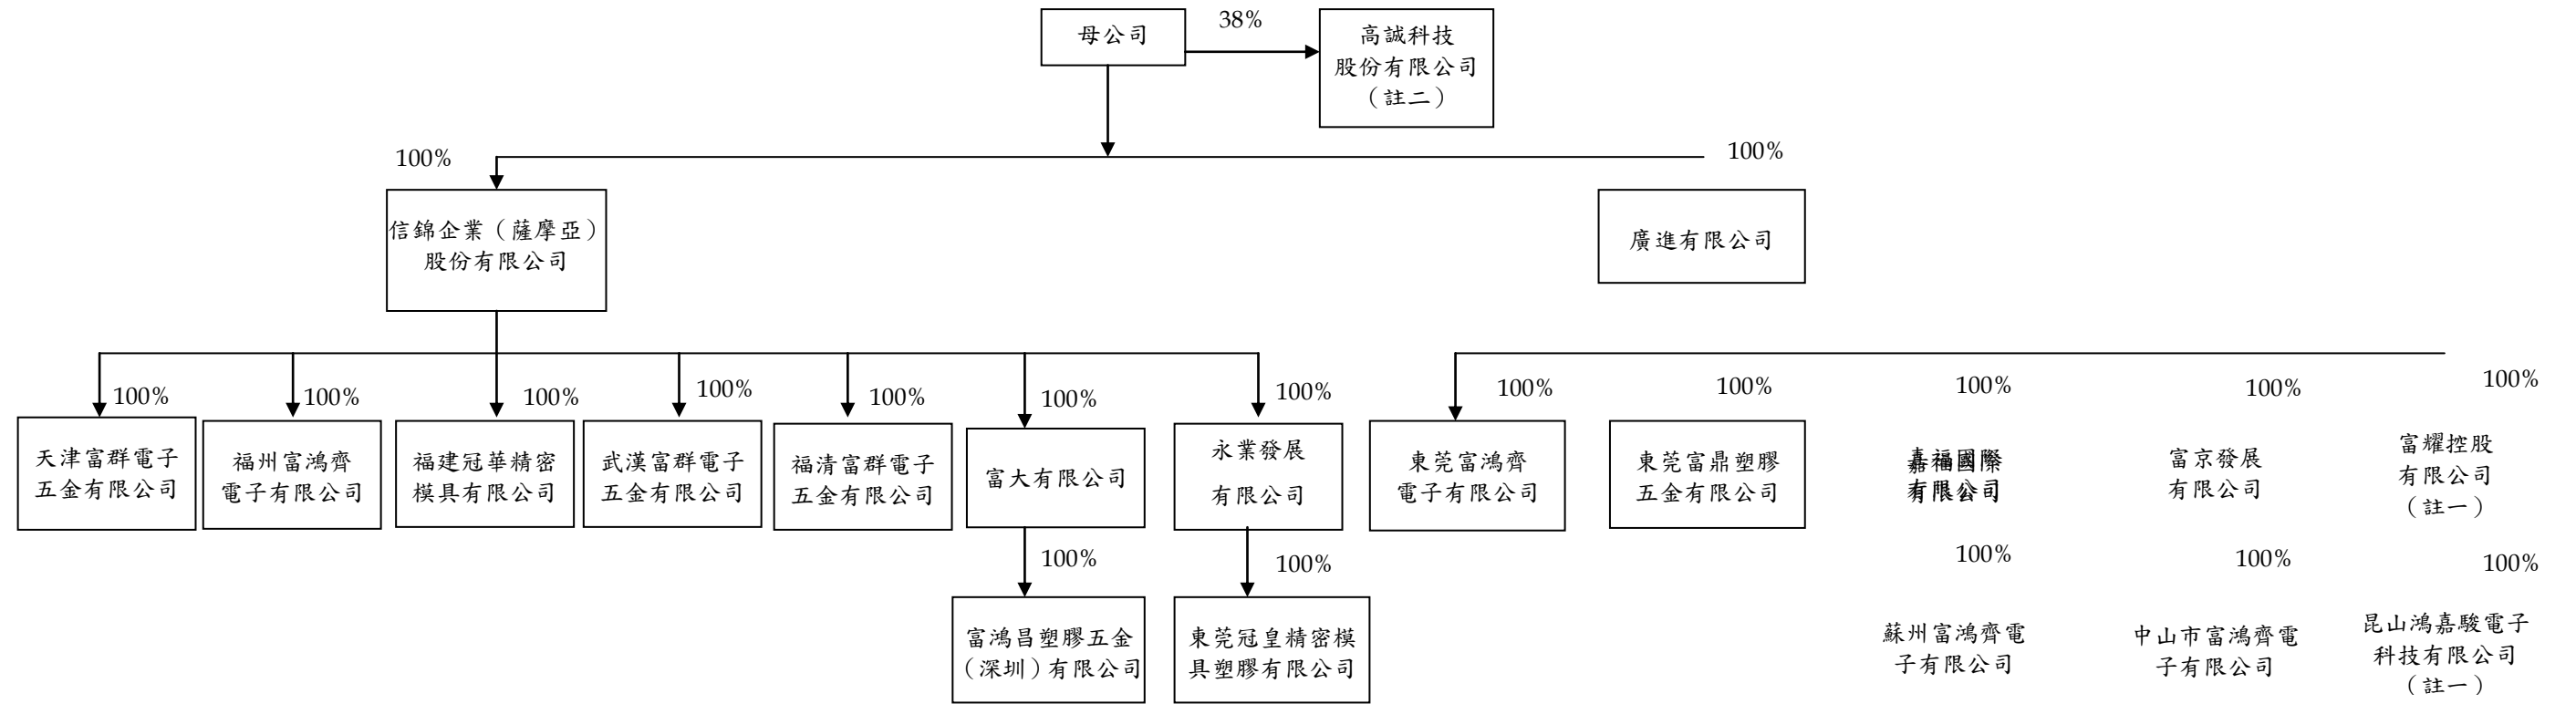 母公司
38%
高誠科技
股份有限公司
（註二）
100%
100%
信錦企業（薩摩亞）
股份有限公司
廣進有限公司
100%
100%
100%
100%
100%
100%
100%
100%
100%
100%
100%
100%
天津富群電子
五金有限公司
福州富鴻齊
電子有限公司
福建冠華精密
模具有限公司
武漢富群電子
五金有限公司
福清富群電子
五金有限公司
富大有限公司
永業發展
有限公司
東莞富鴻齊
電子有限公司
東莞富鼎塑膠
五金有限公司
嘉福國際
有限公司
富京發展
有限公司
富耀控股
有限公司
（註一）
100%
100%
100%
100%
100%
富鴻昌塑膠五金
（深圳）有限公司
東莞冠皇精密模
具塑膠有限公司
蘇州富鴻齊電
子有限公司
中山市富鴻齊電
子有限公司
昆山鴻嘉駿電子
科技有限公司
（註一）